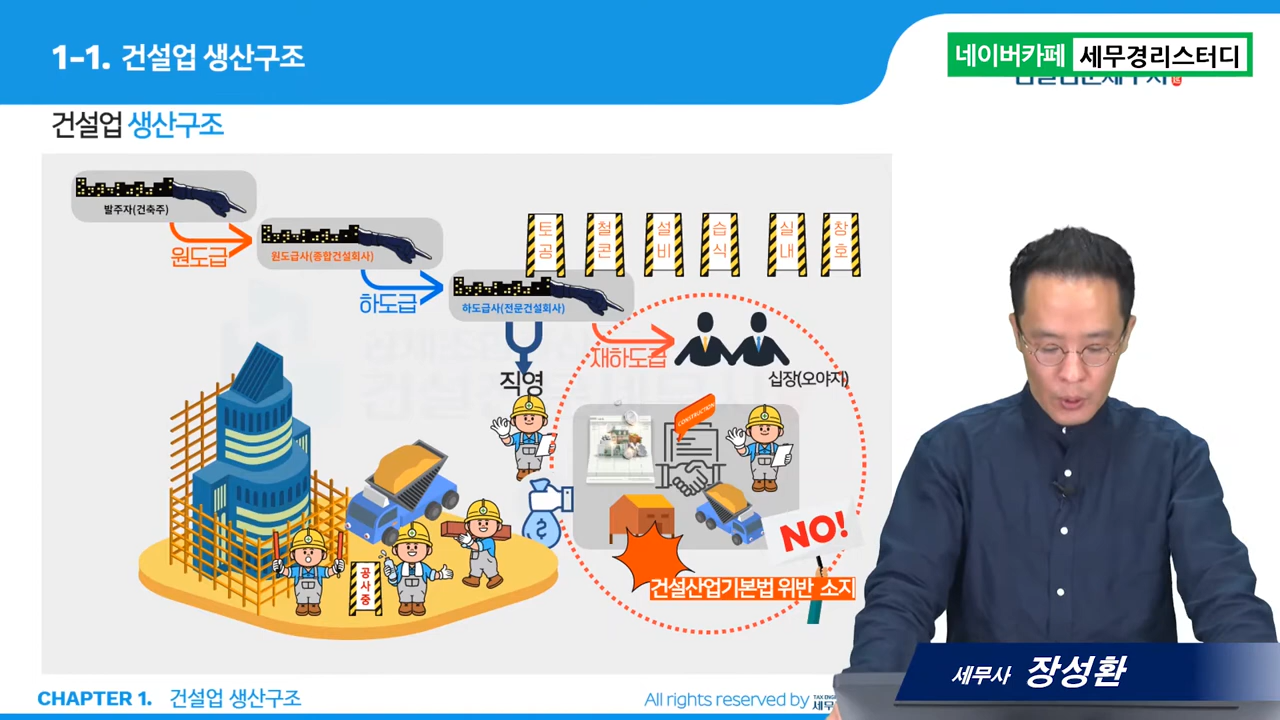 1-1. 건설업 생산구조
네이버카페 세무경리스터디
건설업 생산구조
발주자(건축주)
원도급
원도급사(종합건설회사)
하도급
하도급사(전문건설회사)
토공
철콘
설비
습식
실내
창호
재하도급
십장(오야지)
직영
CONSTRUCTION
NO!
건설산업기본법 위반 소지
공사중
세무사 장성환
CHAPTER 1. 건설업 생산구조
All rights reserved by